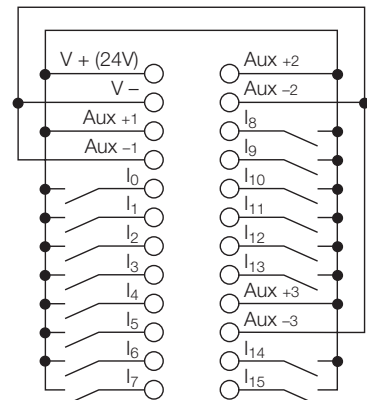 V + (24V)
V –
Aux +1
Aux –1
I0
I1
I2
I3
I4
I5
I6
I7
Aux +2
Aux –2
I8
I9
I10
I11
I12
I13
Aux +3
Aux –3
I14
I15